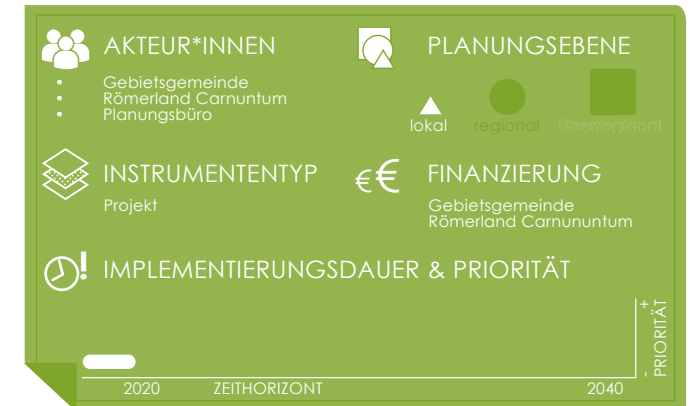 AKTEUR*INNEN
• Gebietsgemeinde
• Römerland Carnuntum
• Planungsbüro
PLANUNGSEBENE
lokal regional überregional
INSTRUMENTENTYP
Projekt
€€ FINANZIERUNG
Gebietsgemeinde
Römerland Carnununtum
! IMPLEMENTIERUNGSDAUER & PRIORITÄT
- PRIORITÄT +
2020 ZEITHORIZONT 2040